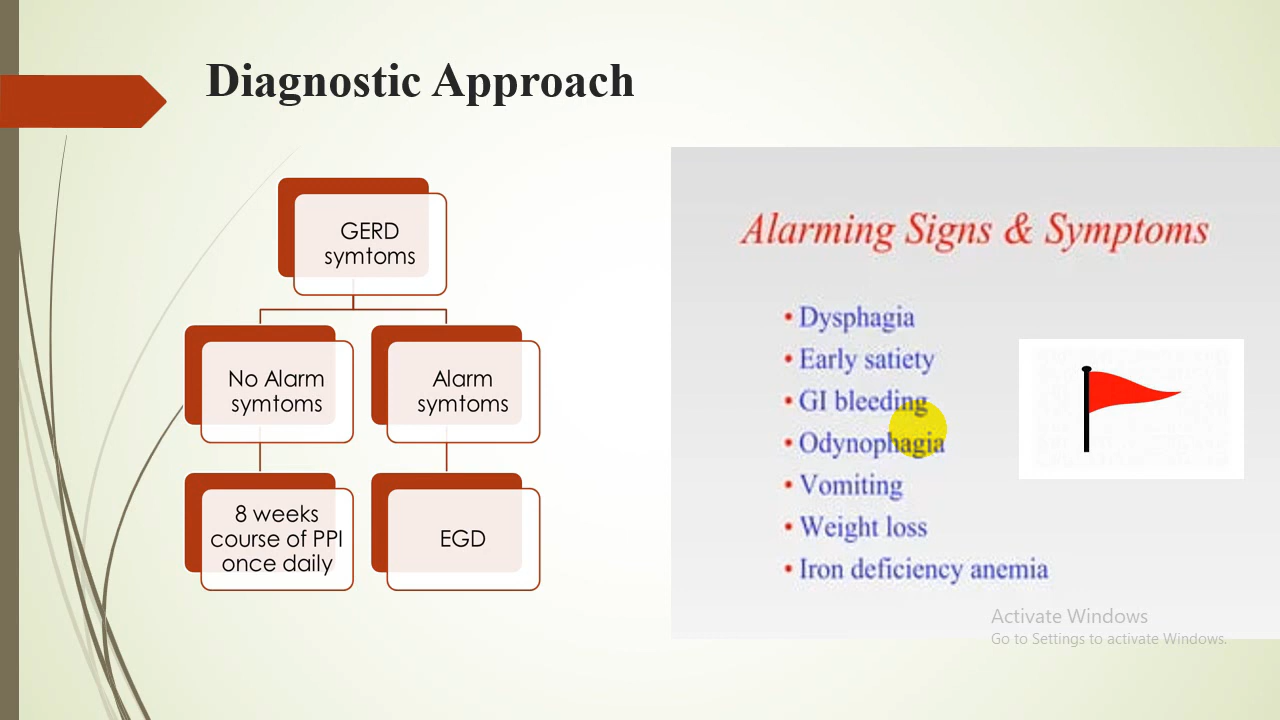 Diagnostic Approach
GERD
symtoms
No Alarm
symtoms
Alarm
symtoms
8 weeks
course of PPI
once daily
EGD
Alarming Signs & Symptoms
• Dysphagia
• Early satiety
• GI bleeding
• Odynophagia
• Vomiting
• Weight loss
• Iron deficiency anemia
Activate Windows
Go to Settings to activate Windows.